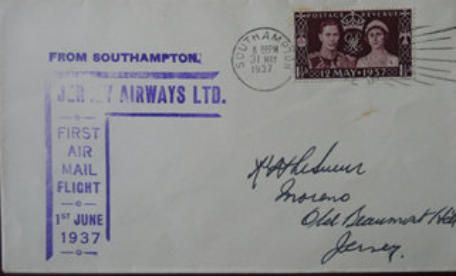 FROM SOUTHAMPTON.
JERSEY AIRWAYS LTD.
FIRST
AIR
MAIL
FLIGHT
1ST JUNE
1937
SOUTHAMPTON
31 MAY
1937
POSTAGE REVENUE
12 MAY · 1937
Moreno
Old Beaumont
Jersey.